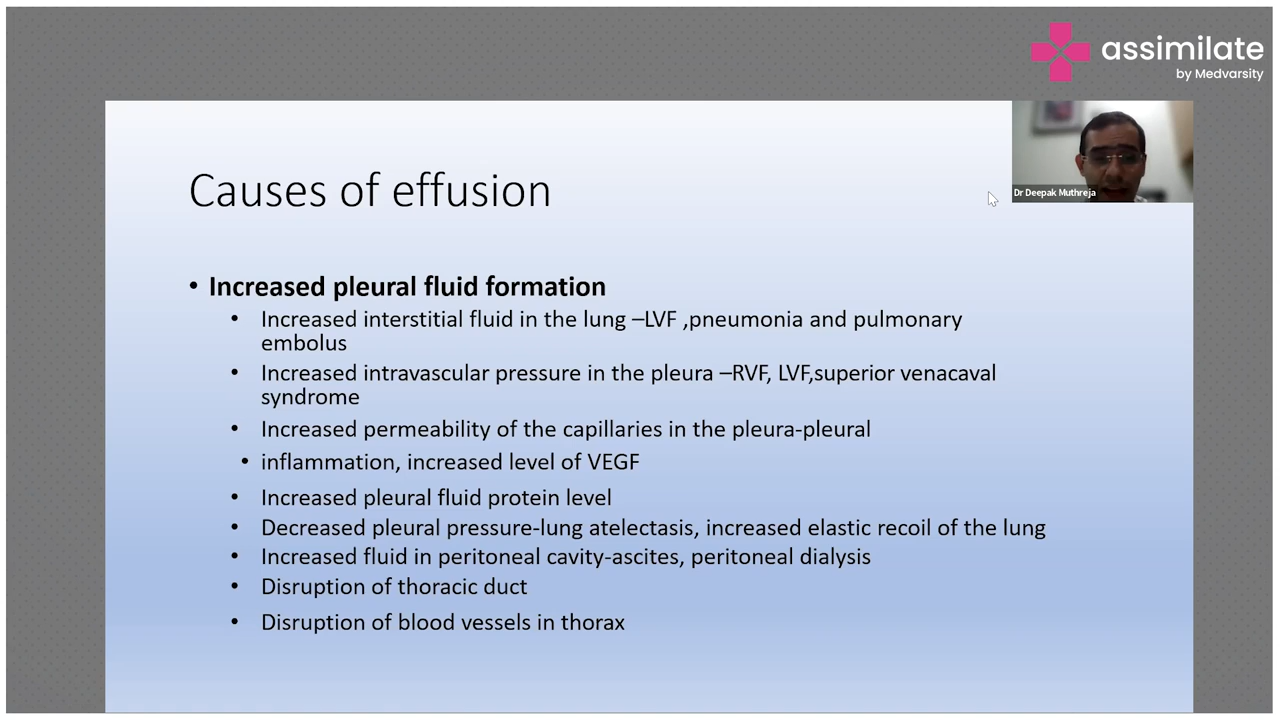 assimilate
by Medvarsity
Dr Deepak Muthreja
Causes of effusion
• Increased pleural fluid formation
• Increased interstitial fluid in the lung –LVF ,pneumonia and pulmonary
embolus
• Increased intravascular pressure in the pleura –RVF, LVF,superior venacaval
syndrome
• Increased permeability of the capillaries in the pleura-pleural
• inflammation, increased level of VEGF
• Increased pleural fluid protein level
• Decreased pleural pressure-lung atelectasis, increased elastic recoil of the lung
• Increased fluid in peritoneal cavity-ascites, peritoneal dialysis
• Disruption of thoracic duct
• Disruption of blood vessels in thorax